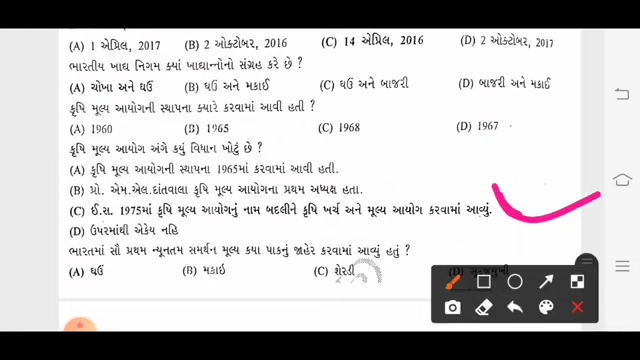 (A) 1 એપ્રિલ, 2017 (B) 2 ઓક્ટોબર, 2016 (C) 14 એપ્રિલ, 2016 (D) 2 ઓક્ટોબર, 2017
ભારતીય ખાદ્ય નિગમ ક્યાં ખાદ્યાન્નોનો સંગ્રહ કરે છે ?
(A) ચોખા અને ઘઉં (B) ઘઉં અને મકાઈ (C) ઘઉં અને બાજરી (D) બાજરી અને મકાઈ
કૃષિ મૂલ્ય આયોગની સ્થાપના ક્યારે કરવામાં આવી હતી ?
(A) 1960 (B) 1965 (C) 1968 (D) 1967
કૃષિ મૂલ્ય આયોગ અંગે કયું વિધાન ખોટું છે ?
(A) કૃષિ મૂલ્ય આયોગની સ્થાપના 1965માં કરવામાં આવી હતી.
(B) પ્રો. એમ.એલ.દાંતવાલા કૃષિ મૂલ્ય આયોગના પ્રથમ અધ્યક્ષ હતા.
(C) ઈ.સ. 1975માં કૃષિ મૂલ્ય આયોગનું નામ બદલીને કૃષિ ખર્ચ અને મૂલ્ય આયોગ કરવામાં આવ્યું.
(D) ઉપરમાંથી એકેય નહિ
ભારતમાં સૌ પ્રથમ ન્યૂનતમ સમર્થન મૂલ્ય કયા પાકનું જાહેર કરવામાં આવ્યું હતું ?
(A) ઘઉં (B) મકાઇ (C) શેરડી (D) સૂરજમુખી